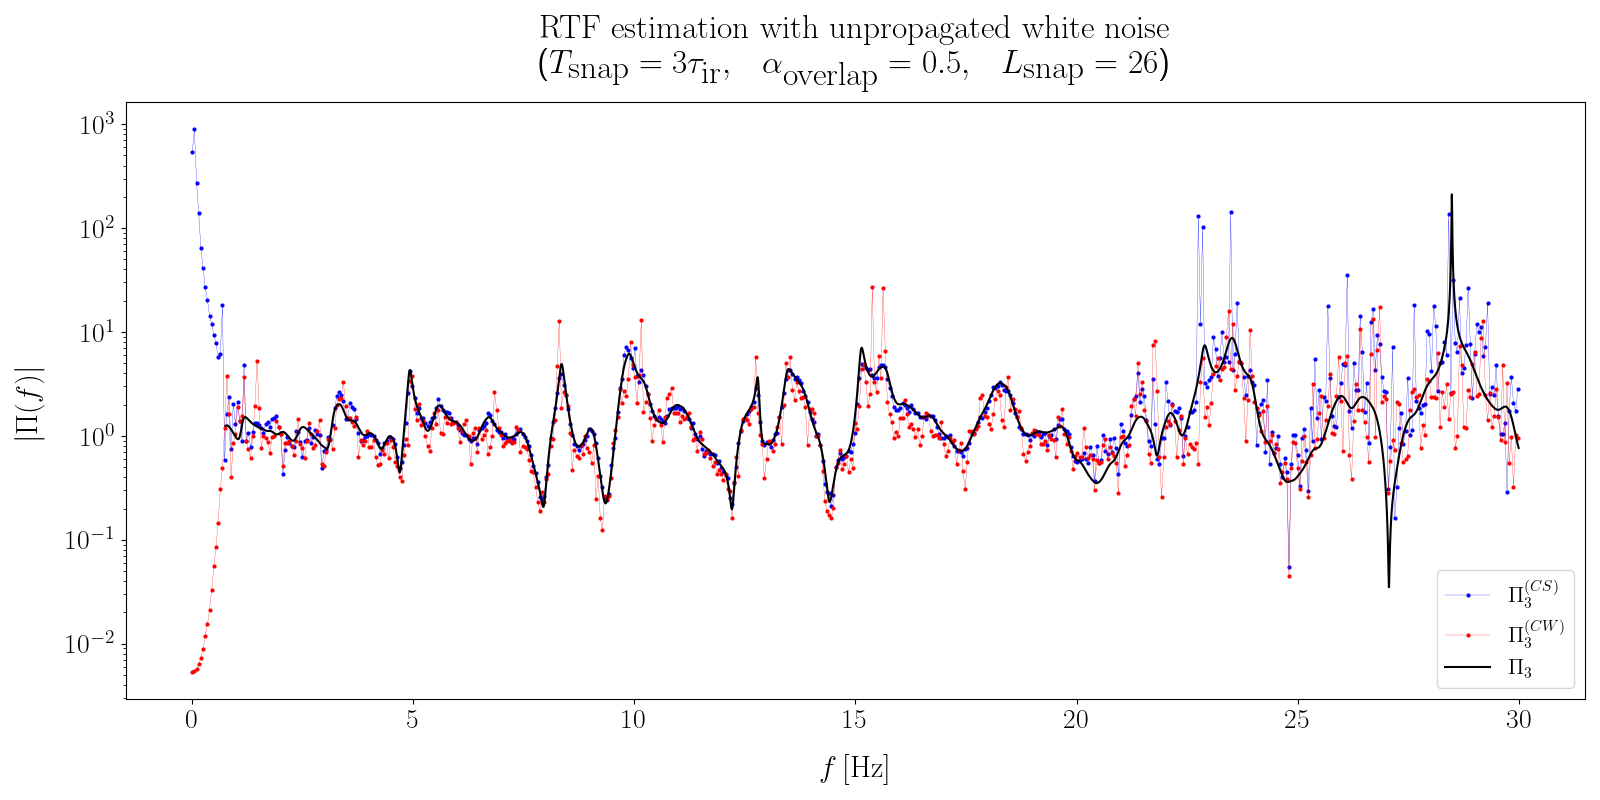 RTF estimation with unpropagated white noise
(T_snap = 3τ_ir, α_overlap = 0.5, L_snap = 26)
|Π(f)|
10^3
10^2
10^1
10^0
10^−1
10^−2
0 5 10 15 20 25 30
f [Hz]
Π_3^(CS)
Π_3^(CW)
Π_3